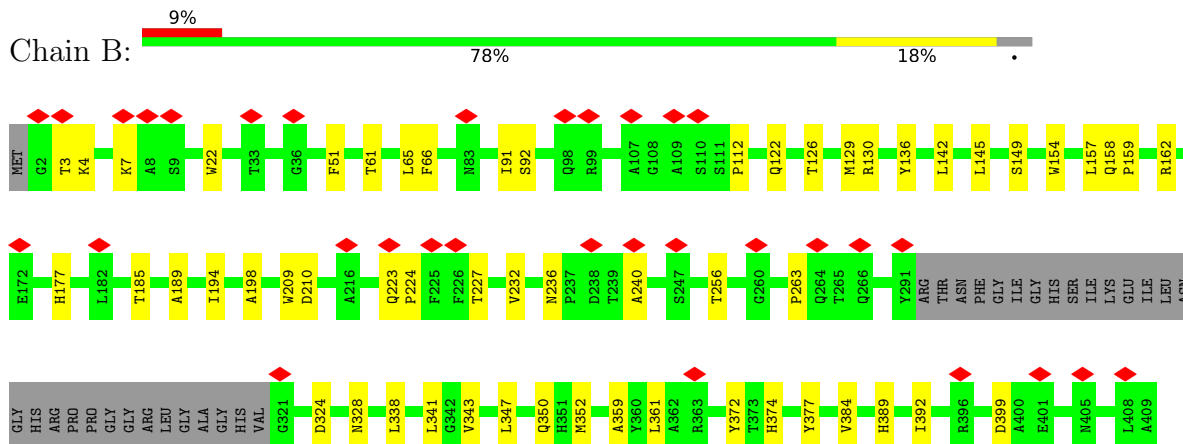 9%
Chain B:
78% 18% •
MET G2 T3 K4 K7 A8 S9 W22 T33 G36 F51 T61 L65 F66 N83 I91 S92 Q98 R99 A107 G108 A109 S110 S111 P112 Q122 T126 M129 R130 Y136 L142 L145 S149 W154 L157 Q158 P159 R162
E172 H177 L182 T185 A189 I194 A198 W209 D210 A216 Q223 P224 F225 F226 T227 V232 N236 P237 D238 T239 A240 S247 T256 G260 P263 Q264 T265 Q266 Y291 ARG THR ASN PHE GLY ILE GLY HIS SER ILE LYS GLU ILE LEU ASN
GLY HIS ARG PRO PRO GLY GLY ARG LEU GLY ALA GLY HIS VAL G321 D324 N328 L338 L341 G342 V343 L347 Q350 H351 M352 A359 Y360 L361 A362 R363 Y372 T373 H374 Y377 V384 H389 I392 R396 D399 A400 E401 N405 L408 A409